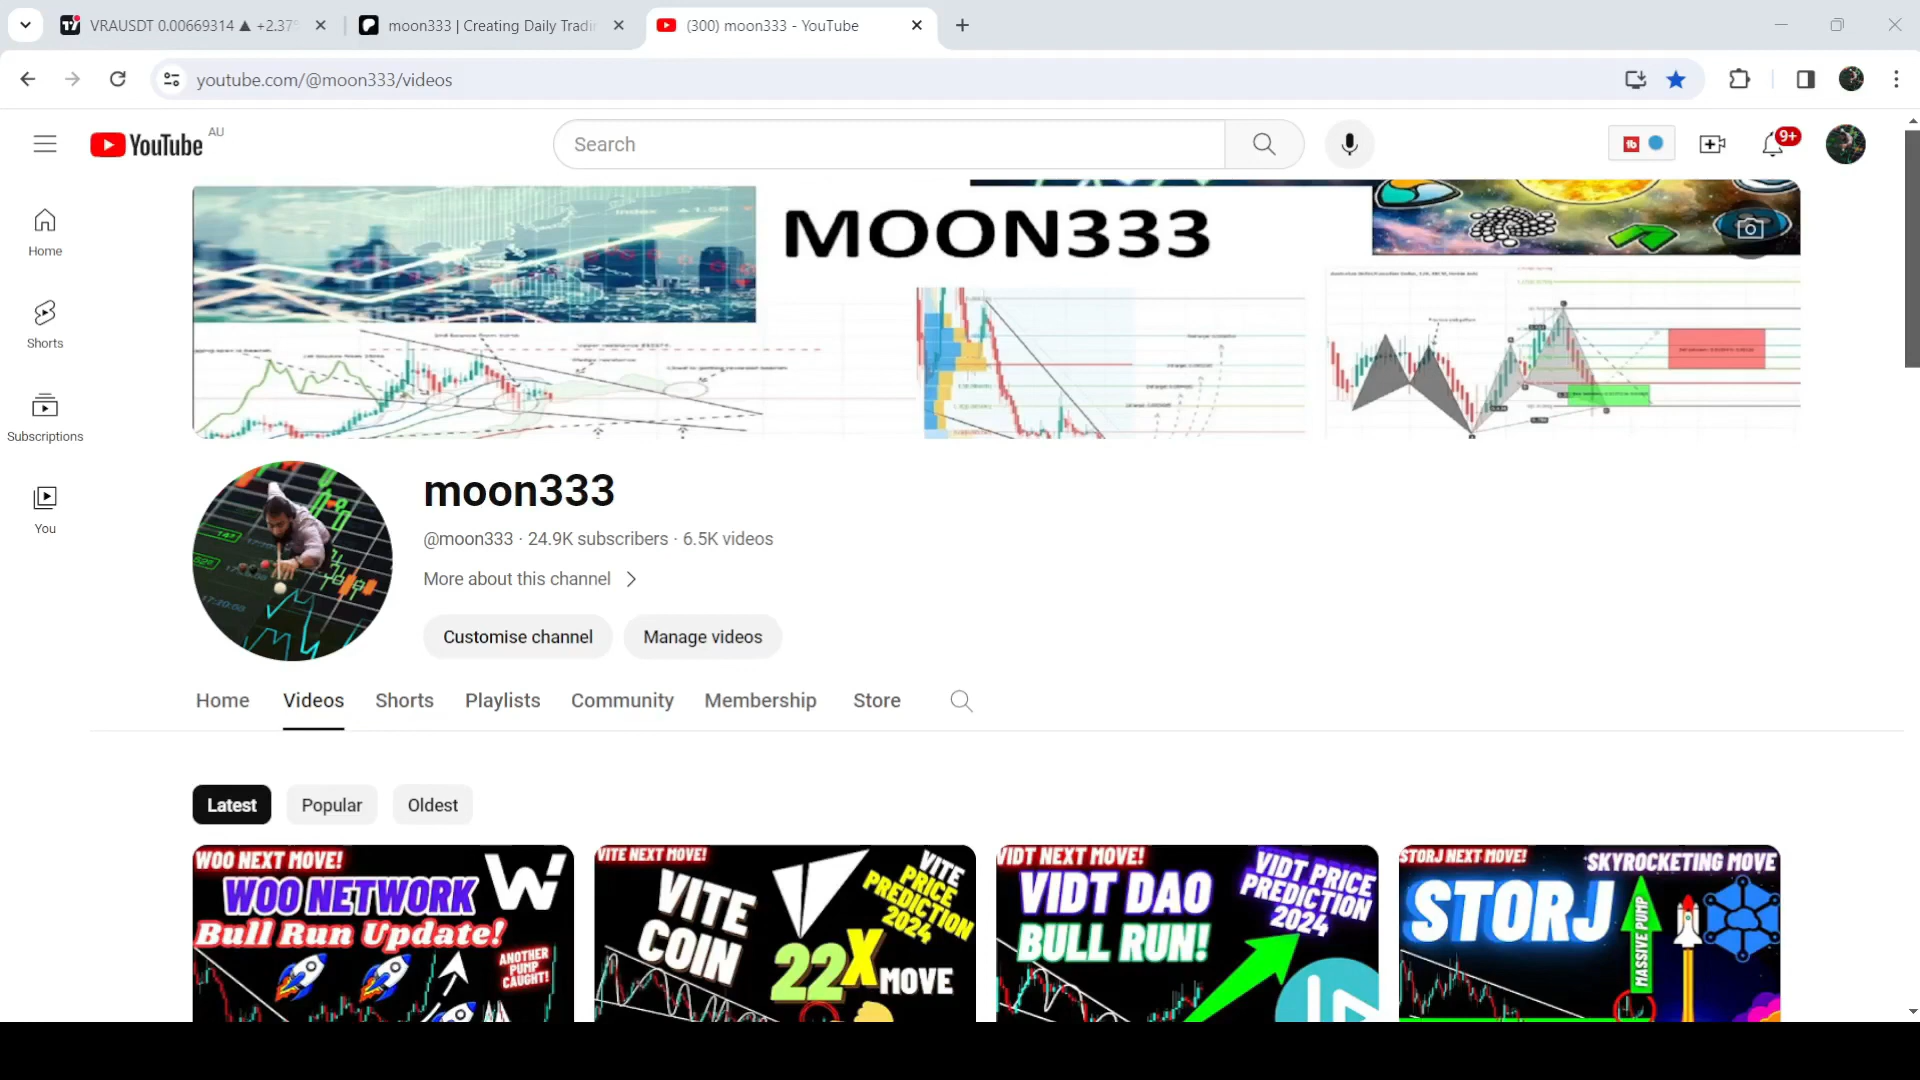 VRAUSDT 0.00669314 ▲ +2.37%
moon333 | Creating Daily Tradin
(300) moon333 - YouTube
youtube.com/@moon333/videos
YouTube AU
Search
9+
MOON333
Home
Shorts
Subscriptions
You
moon333
@moon333 · 24.9K subscribers · 6.5K videos
More about this channel
Customise channel
Manage videos
Home
Videos
Shorts
Playlists
Community
Membership
Store
Latest
Popular
Oldest
WOO NEXT MOVE!
WOO NETWORK
Bull Run Update!
ANOTHER
PUMP
CAUGHT!
VITE NEXT MOVE!
VITE
COIN
VITE
PRICE
PREDICTION
2024
22X MOVE
VIDT NEXT MOVE!
VIDT DAO
BULL RUN!
VIDT PRICE
PREDICTION
2024
STORJ NEXT MOVE!
SKYROCKETING MOVE
STORJ
MASSIVE PUMP